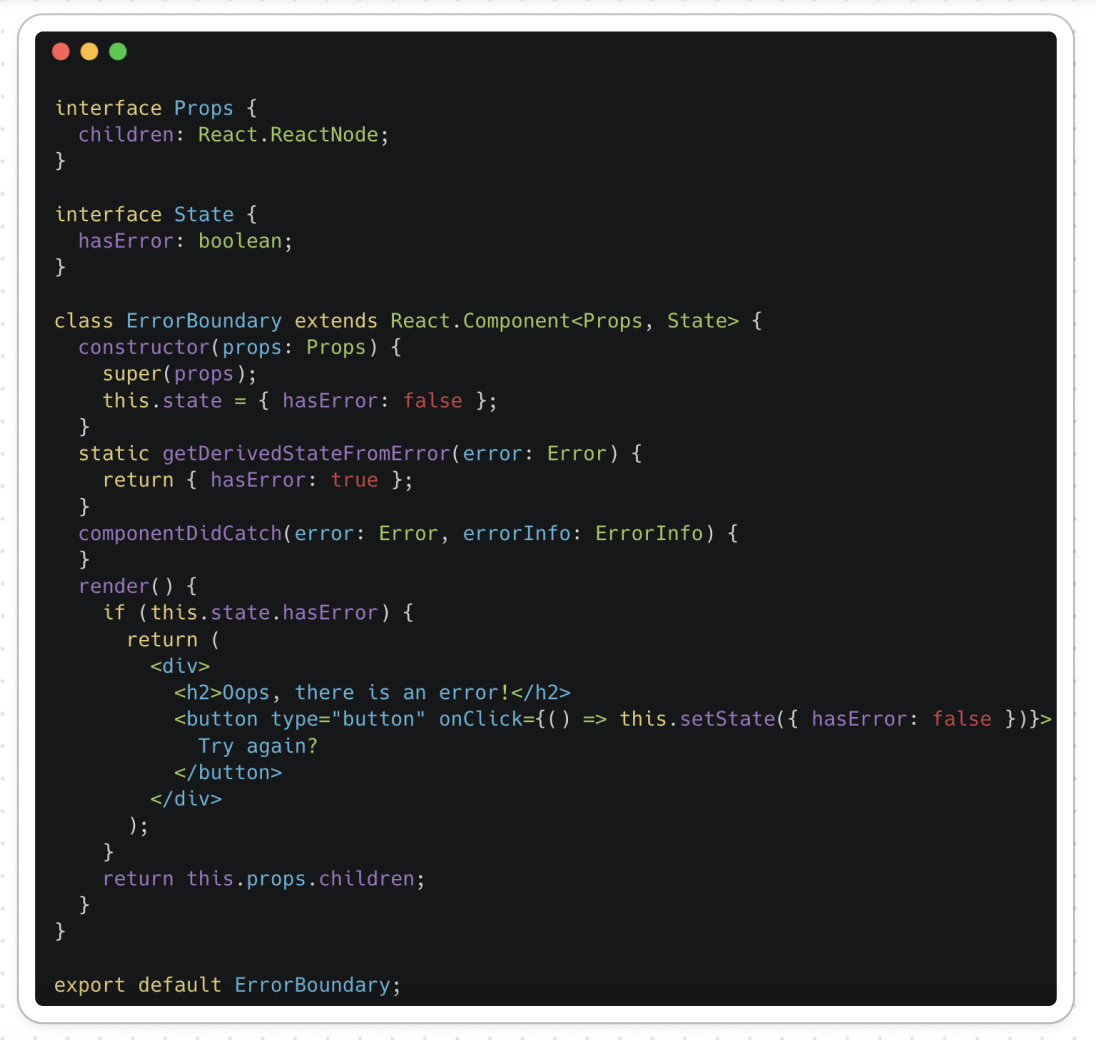 interface Props {
  children: React.ReactNode;
}

interface State {
  hasError: boolean;
}

class ErrorBoundary extends React.Component<Props, State> {
  constructor(props: Props) {
    super(props);
    this.state = { hasError: false };
  }
  static getDerivedStateFromError(error: Error) {
    return { hasError: true };
  }
  componentDidCatch(error: Error, errorInfo: ErrorInfo) {
  }
  render() {
    if (this.state.hasError) {
      return (
        <div>
          <h2>Oops, there is an error!</h2>
          <button type="button" onClick={() => this.setState({ hasError: false })}>
            Try again?
          </button>
        </div>
      );
    }
    return this.props.children;
  }
}

export default ErrorBoundary;